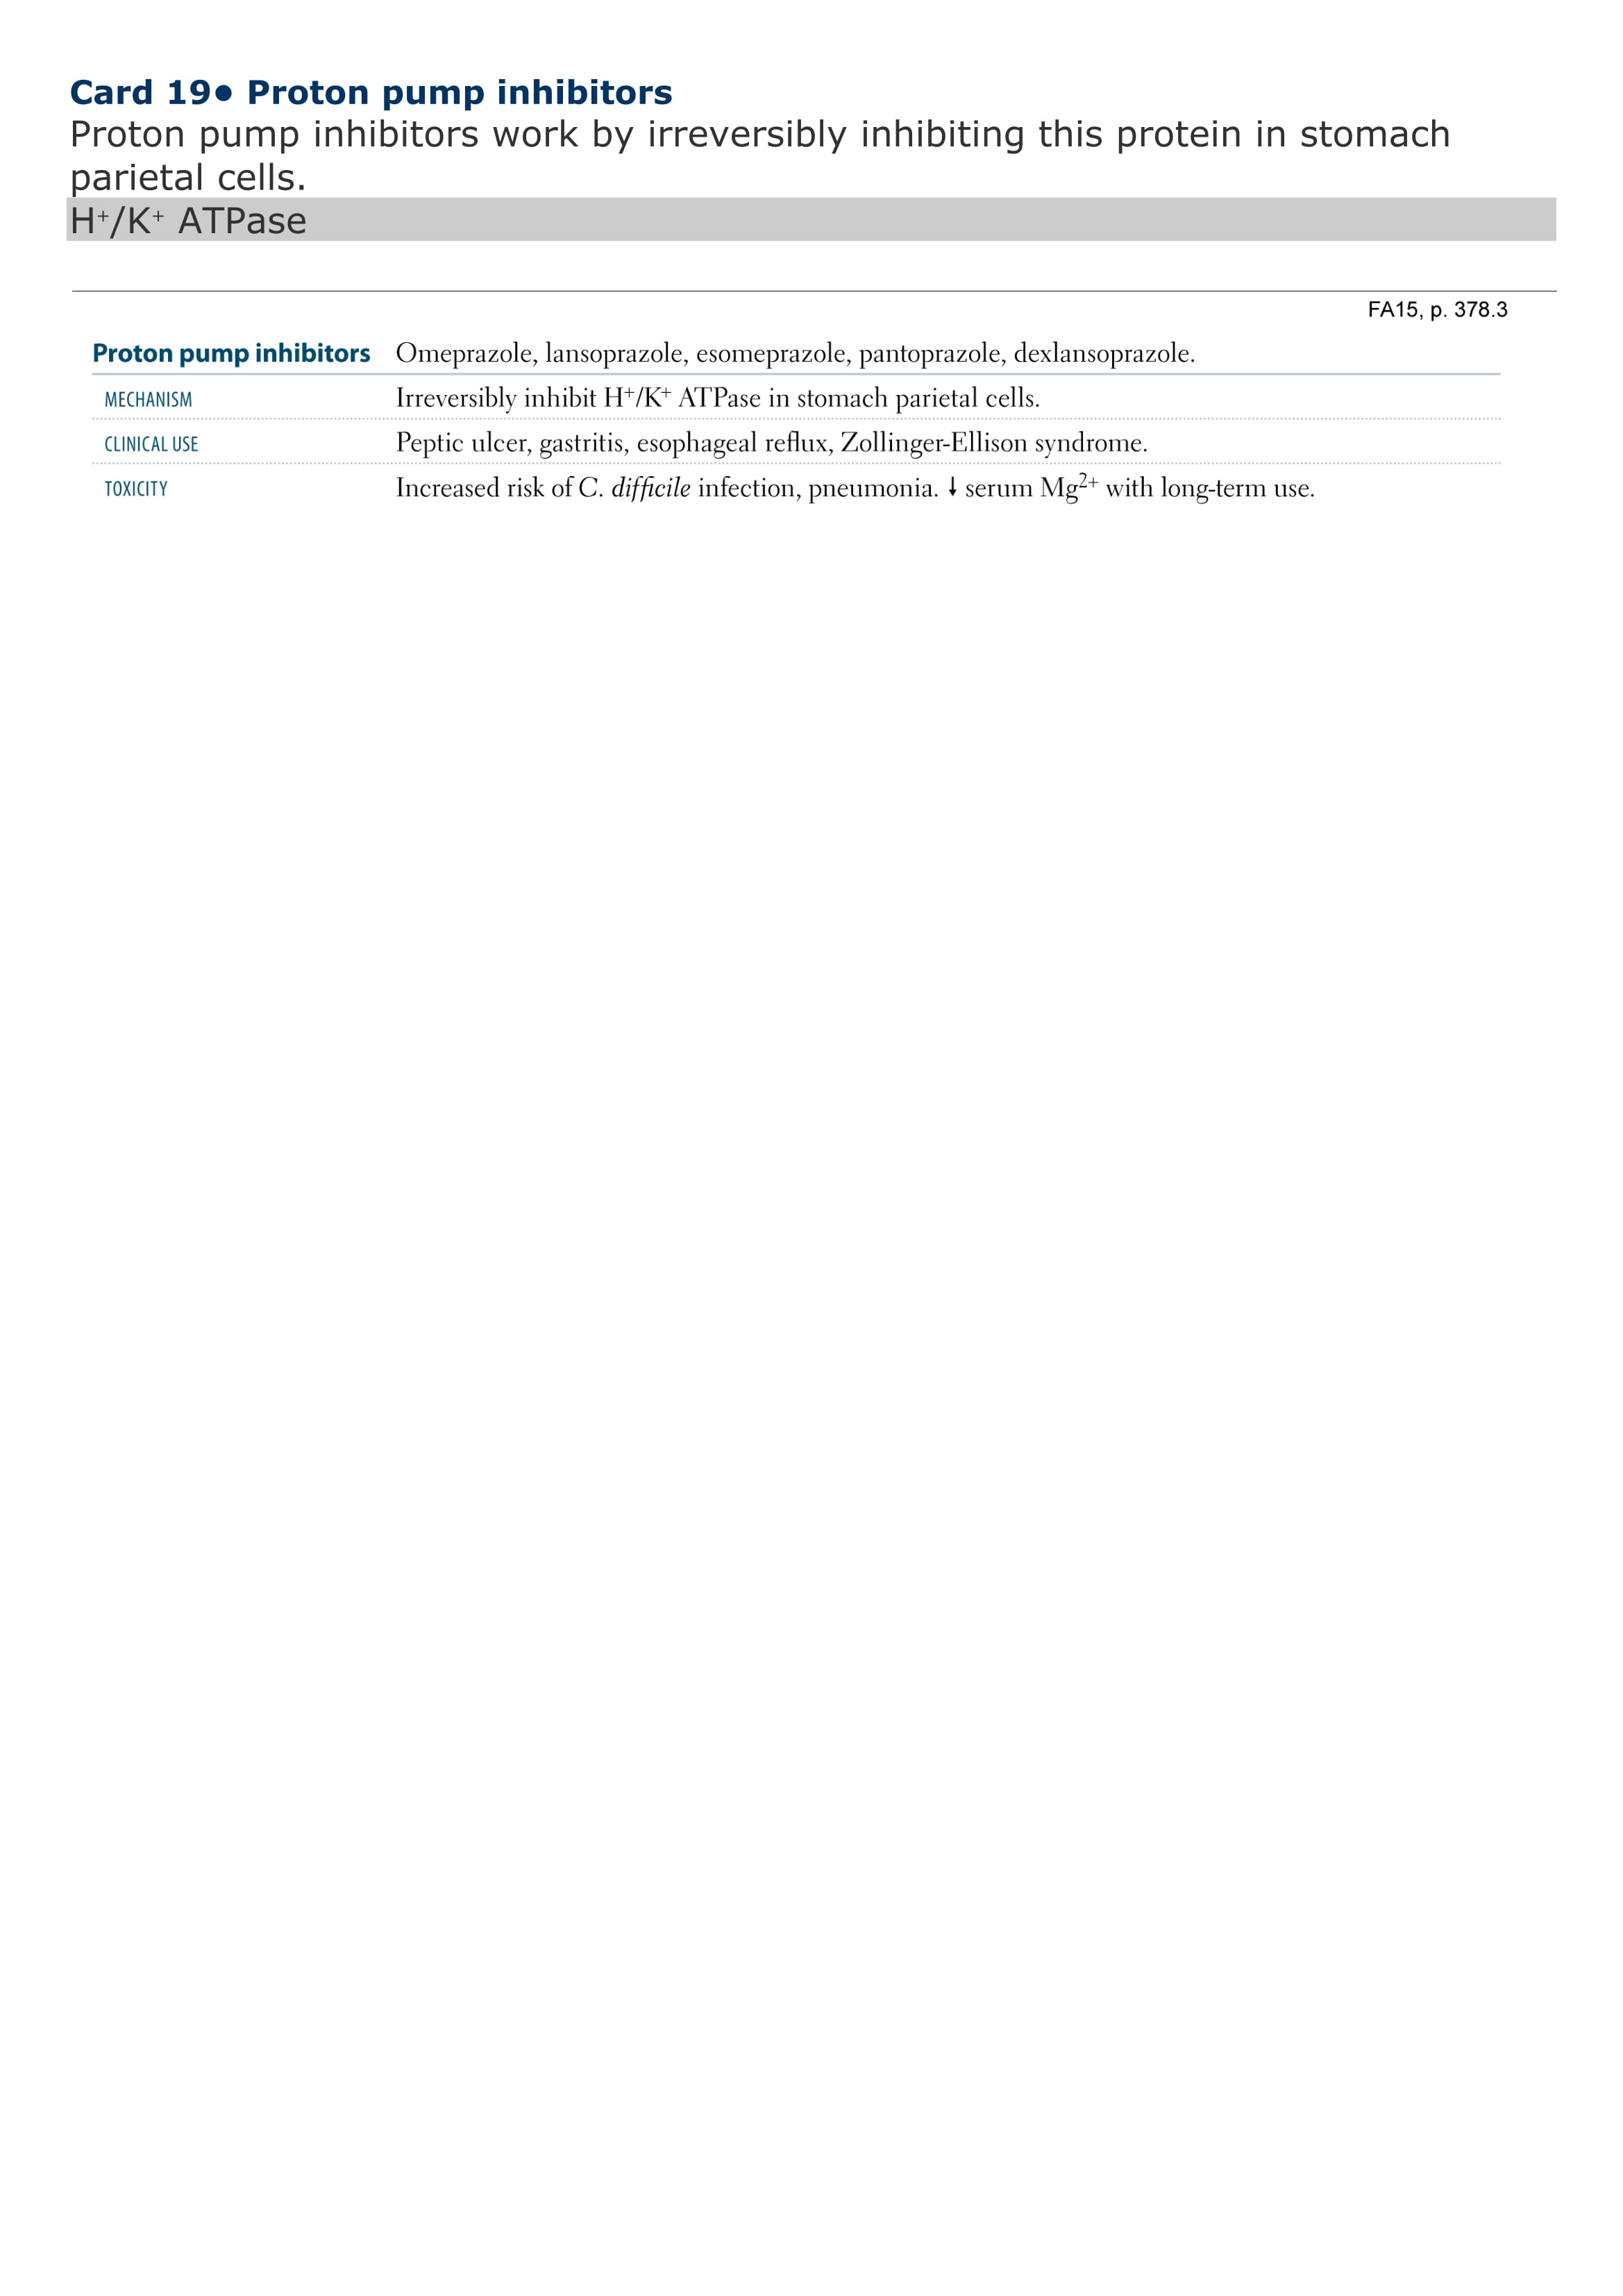 Card 19● Proton pump inhibitors
Proton pump inhibitors work by irreversibly inhibiting this protein in stomach
parietal cells.
H⁺/K⁺ ATPase
FA15, p. 378.3
Proton pump inhibitors Omeprazole, lansoprazole, esomeprazole, pantoprazole, dexlansoprazole.
MECHANISM Irreversibly inhibit H⁺/K⁺ ATPase in stomach parietal cells.
CLINICAL USE Peptic ulcer, gastritis, esophageal reflux, Zollinger-Ellison syndrome.
TOXICITY Increased risk of C. difficile infection, pneumonia. ↓ serum Mg²⁺ with long-term use.